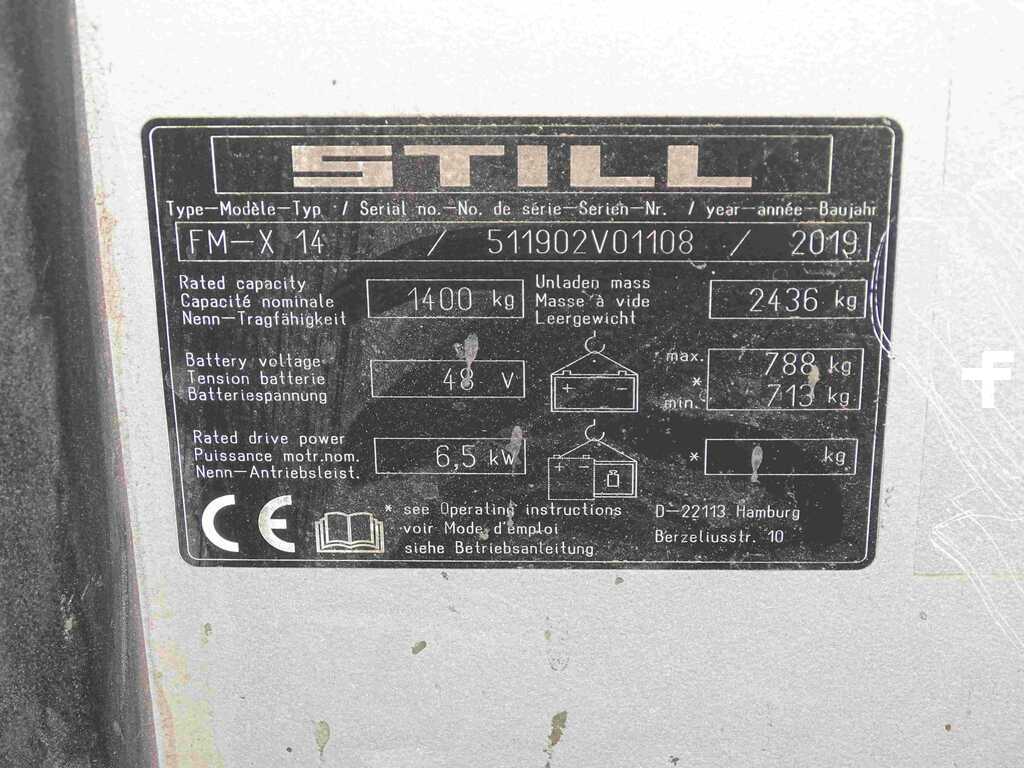 STILL
Type-Modèle-Typ / Serial no.-No. de série-Serien-Nr. / year-année-Baujahr
FM-X 14 / 511902V01108 / 2019
Rated capacity
Capacité nominale
Nenn-Tragfähigkeit
1400 kg
Unladen mass
Masse à vide
Leergewicht
2436 kg
Battery voltage
Tension batterie
Batteriespannung
48 V
max. 788 kg
*
min. 713 kg
Rated drive power
Puissance motr.nom.
Nenn-Antriebsleist.
6,5 kW
* kg
CE
* see Operating instructions
voir Mode d'emploi
siehe Betriebsanleitung
D-22113 Hamburg
Berzeliusstr. 10
f